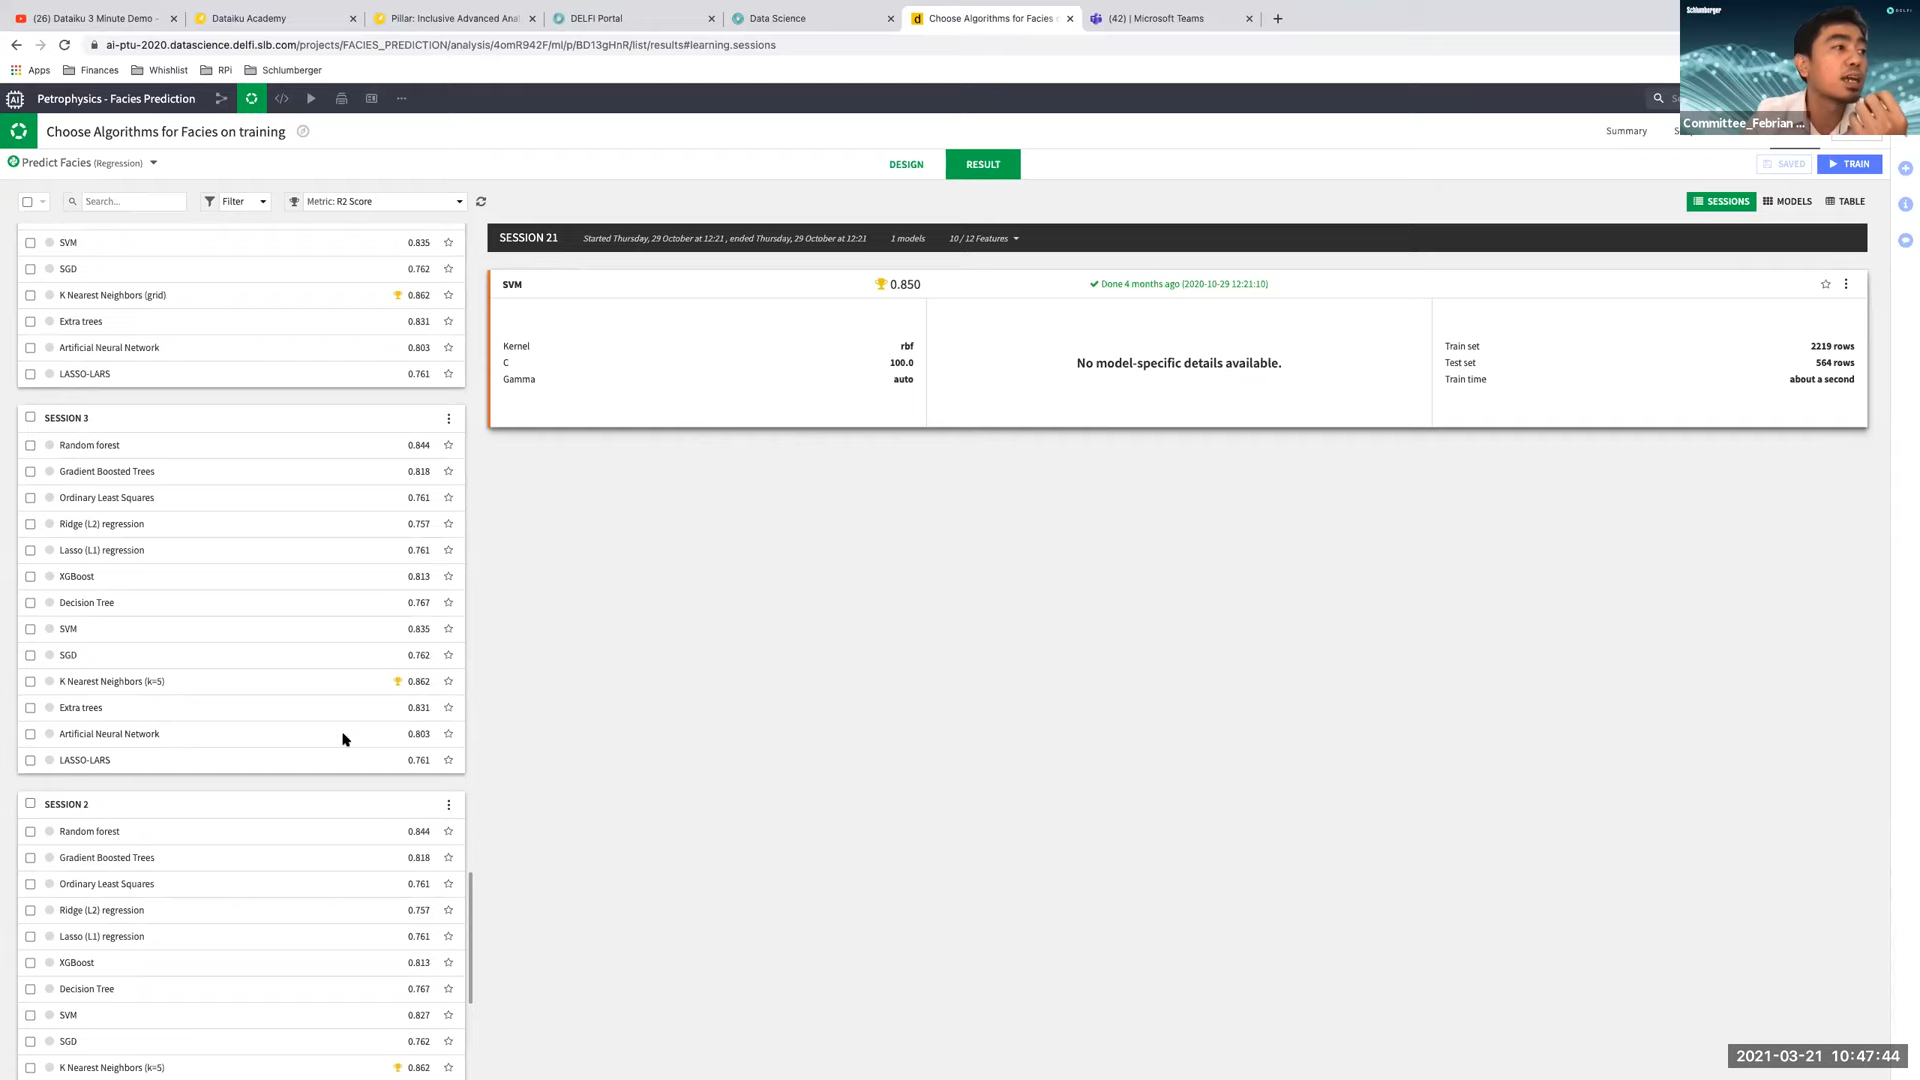 (26) Dataiku 3 Minute Demo -
Dataiku Academy
Pillar: Inclusive Advanced Ana
DELFI Portal
Data Science
Choose Algorithms for Facies
(42) | Microsoft Teams
ai-ptu-2020.datascience.delfi.slb.com/projects/FACIES_PREDICTION/analysis/4omR942F/ml/p/BD13gHnR/list/results#learning.sessions
Apps
Finances
Whishlist
RPi
Schlumberger
Schlumberger
DELFI
Committee_Febrian ...
Petrophysics - Facies Prediction
Choose Algorithms for Facies on training
Summary
Predict Facies (Regression)
DESIGN
RESULT
SAVED
TRAIN
Search...
Filter
Metric: R2 Score
SESSIONS
MODELS
TABLE
SVM 0.835
SGD 0.762
K Nearest Neighbors (grid) 0.862
Extra trees 0.831
Artificial Neural Network 0.803
LASSO-LARS 0.761
SESSION 3
Random forest 0.844
Gradient Boosted Trees 0.818
Ordinary Least Squares 0.761
Ridge (L2) regression 0.757
Lasso (L1) regression 0.761
XGBoost 0.813
Decision Tree 0.767
SVM 0.835
SGD 0.762
K Nearest Neighbors (k=5) 0.862
Extra trees 0.831
Artificial Neural Network 0.803
LASSO-LARS 0.761
SESSION 2
Random forest 0.844
Gradient Boosted Trees 0.818
Ordinary Least Squares 0.761
Ridge (L2) regression 0.757
Lasso (L1) regression 0.761
XGBoost 0.813
Decision Tree 0.767
SVM 0.827
SGD 0.762
K Nearest Neighbors (k=5) 0.862
SESSION 21 Started Thursday, 29 October at 12:21 , ended Thursday, 29 October at 12:21 1 models 10 / 12 Features
SVM 0.850 Done 4 months ago (2020-10-29 12:21:10)
Kernel rbf
C 100.0
Gamma auto
No model-specific details available.
Train set 2219 rows
Test set 564 rows
Train time about a second
2021-03-21 10:47:44